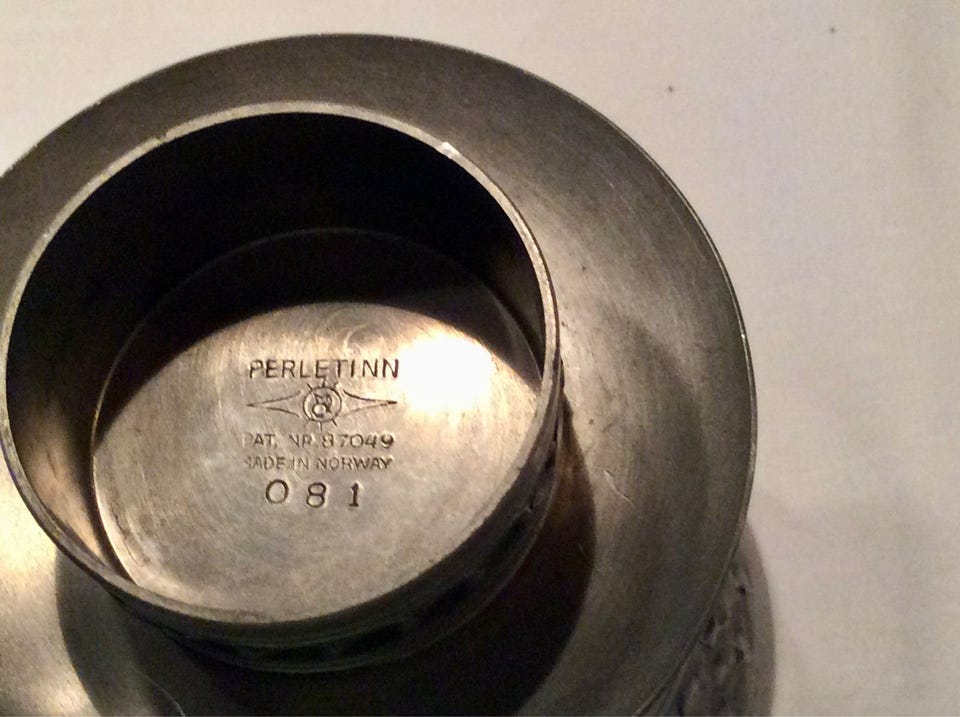 PERLETINN
PAT. NR. 87049
MADE IN NORWAY
081